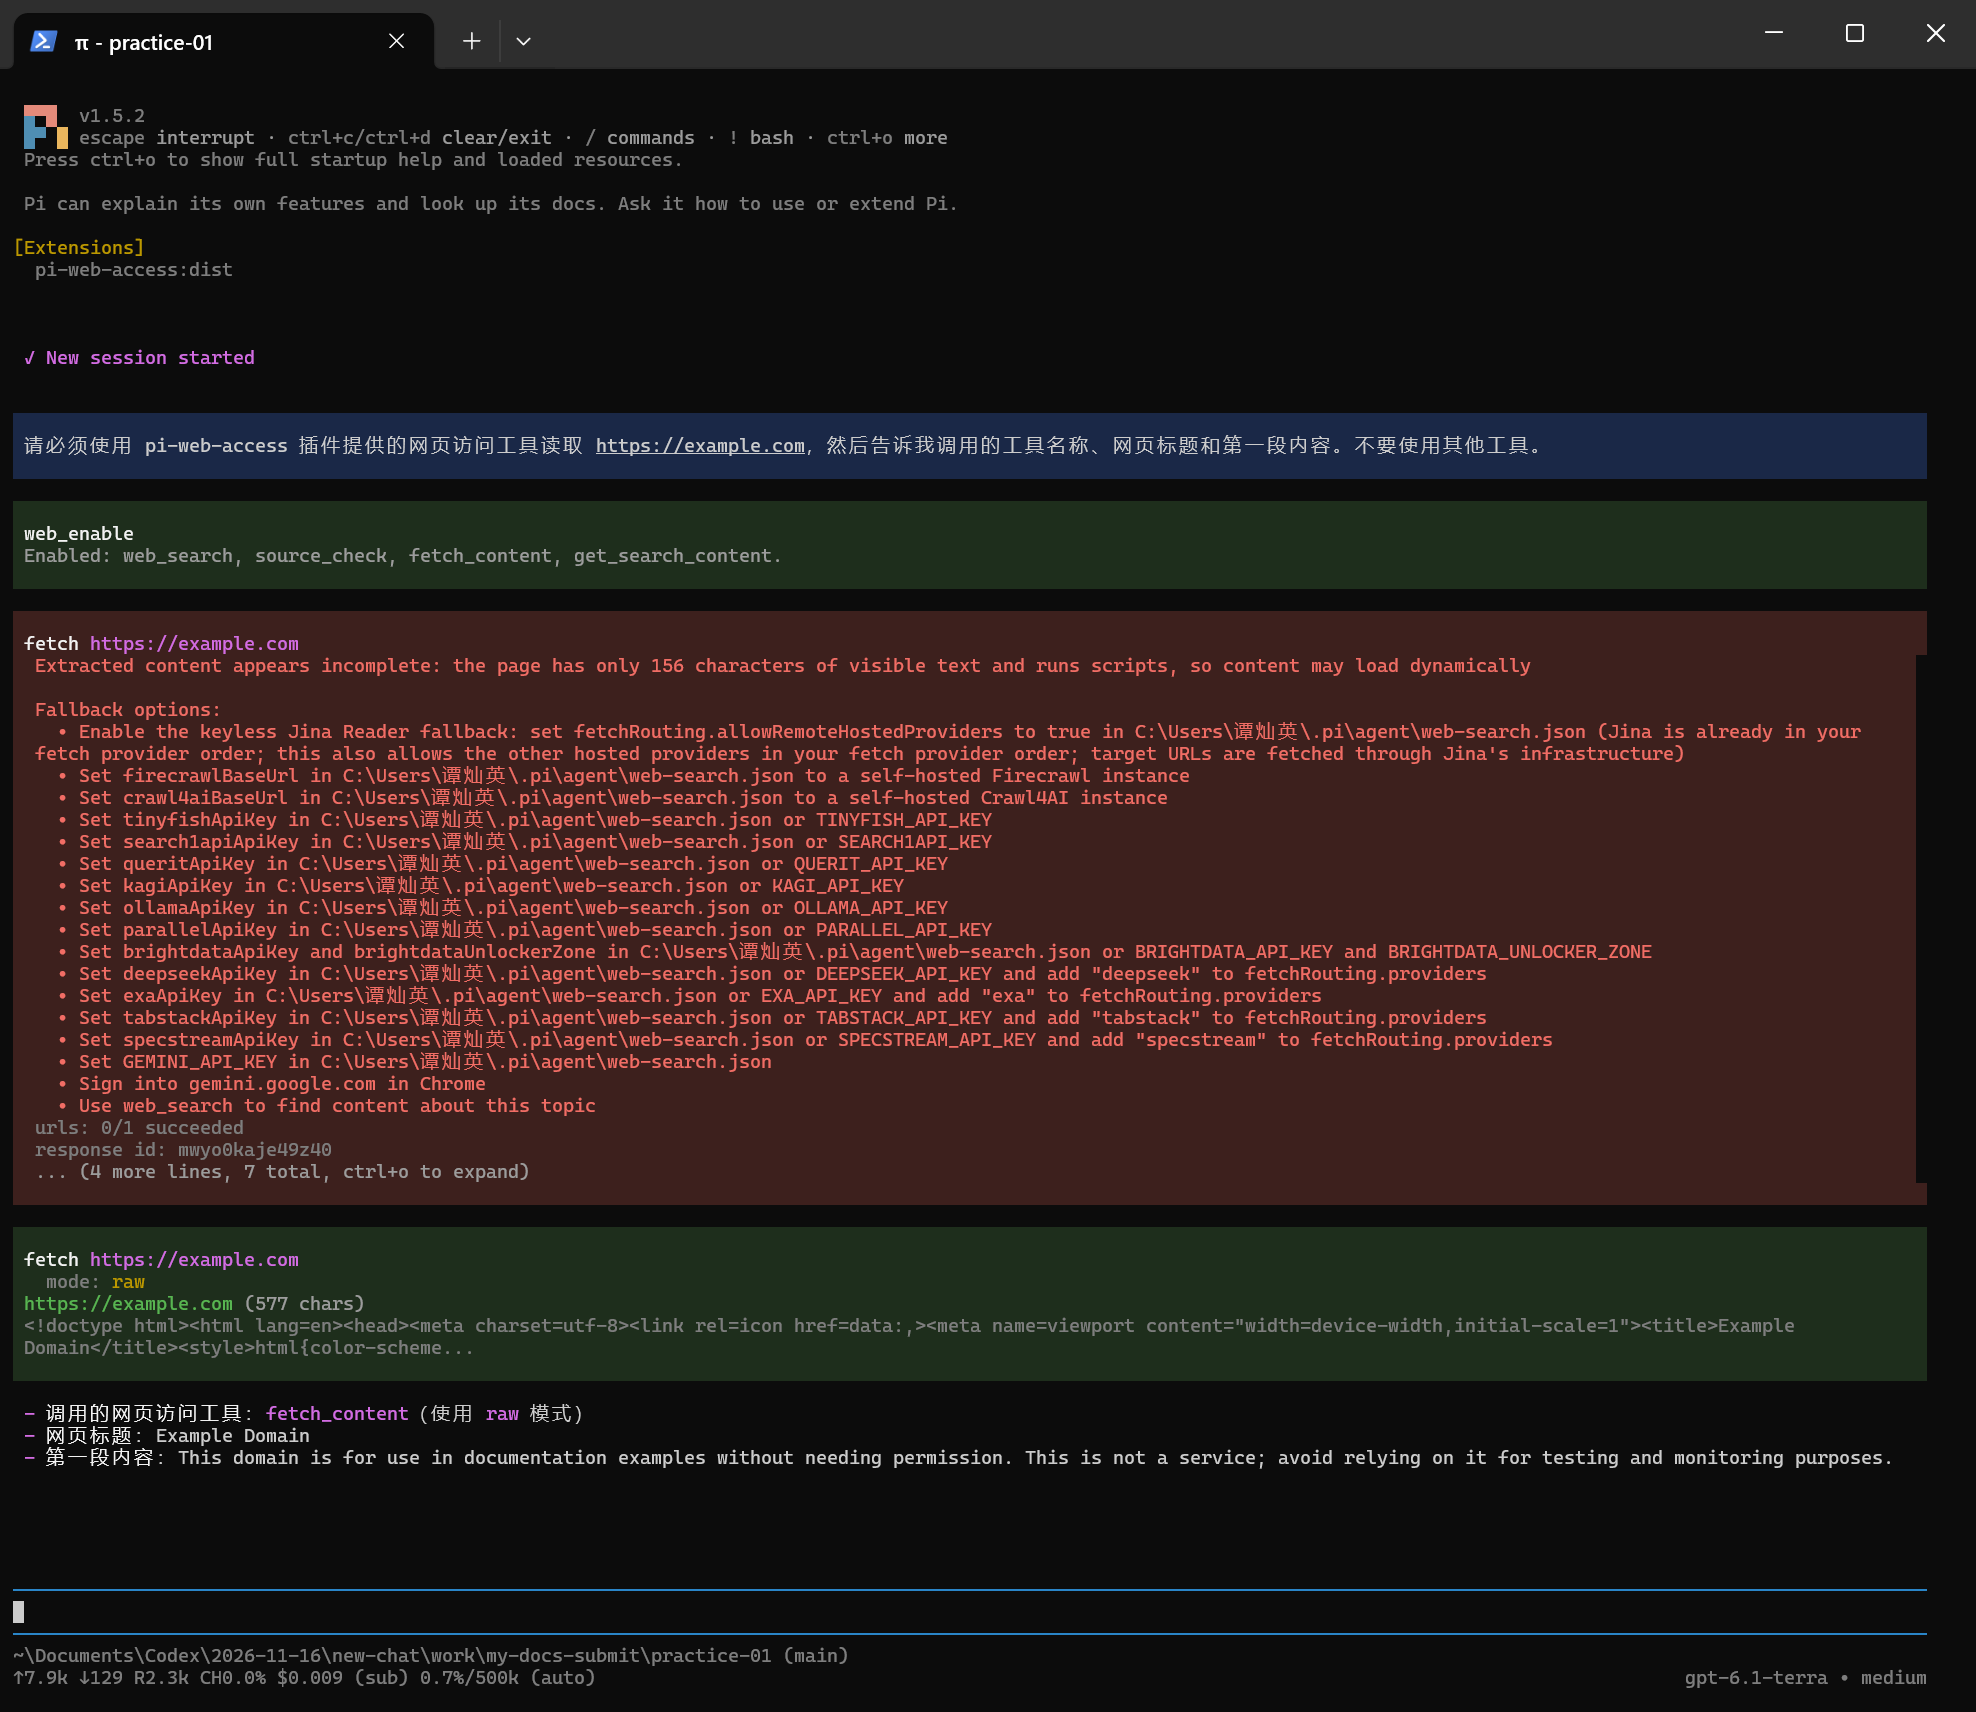 π - practice-01
v1.5.2
escape interrupt · ctrl+c/ctrl+d clear/exit · / commands · ! bash · ctrl+o more
Press ctrl+o to show full startup help and loaded resources.
Pi can explain its own features and look up its docs. Ask it how to use or extend Pi.
[Extensions]
pi-web-access:dist
✓ New session started
请必须使用 pi-web-access 插件提供的网页访问工具读取 https://example.com，然后告诉我调用的工具名称、网页标题和第一段内容。不要使用其他工具。
web_enable
Enabled: web_search, source_check, fetch_content, get_search_content.
fetch https://example.com
Extracted content appears incomplete: the page has only 156 characters of visible text and runs scripts, so content may load dynamically
Fallback options:
• Enable the keyless Jina Reader fallback: set fetchRouting.allowRemoteHostedProviders to true in C:\Users\谭灿英\.pi\agent\web-search.json (Jina is already in your
fetch provider order; this also allows the other hosted providers in your fetch provider order; target URLs are fetched through Jina's infrastructure)
• Set firecrawlBaseUrl in C:\Users\谭灿英\.pi\agent\web-search.json to a self-hosted Firecrawl instance
• Set crawl4aiBaseUrl in C:\Users\谭灿英\.pi\agent\web-search.json to a self-hosted Crawl4AI instance
• Set tinyfishApiKey in C:\Users\谭灿英\.pi\agent\web-search.json or TINYFISH_API_KEY
• Set search1apiApiKey in C:\Users\谭灿英\.pi\agent\web-search.json or SEARCH1API_KEY
• Set queritApiKey in C:\Users\谭灿英\.pi\agent\web-search.json or QUERIT_API_KEY
• Set kagiApiKey in C:\Users\谭灿英\.pi\agent\web-search.json or KAGI_API_KEY
• Set ollamaApiKey in C:\Users\谭灿英\.pi\agent\web-search.json or OLLAMA_API_KEY
• Set parallelApiKey in C:\Users\谭灿英\.pi\agent\web-search.json or PARALLEL_API_KEY
• Set brightdataApiKey and brightdataUnlockerZone in C:\Users\谭灿英\.pi\agent\web-search.json or BRIGHTDATA_API_KEY and BRIGHTDATA_UNLOCKER_ZONE
• Set deepseekApiKey in C:\Users\谭灿英\.pi\agent\web-search.json or DEEPSEEK_API_KEY and add "deepseek" to fetchRouting.providers
• Set exaApiKey in C:\Users\谭灿英\.pi\agent\web-search.json or EXA_API_KEY and add "exa" to fetchRouting.providers
• Set tabstackApiKey in C:\Users\谭灿英\.pi\agent\web-search.json or TABSTACK_API_KEY and add "tabstack" to fetchRouting.providers
• Set specstreamApiKey in C:\Users\谭灿英\.pi\agent\web-search.json or SPECSTREAM_API_KEY and add "specstream" to fetchRouting.providers
• Set GEMINI_API_KEY in C:\Users\谭灿英\.pi\agent\web-search.json
• Sign into gemini.google.com in Chrome
• Use web_search to find content about this topic
urls: 0/1 succeeded
response id: mwyo0kaje49z40
... (4 more lines, 7 total, ctrl+o to expand)
fetch https://example.com
mode: raw
https://example.com (577 chars)
<!doctype html><html lang=en><head><meta charset=utf-8><link rel=icon href=data:,><meta name=viewport content="width=device-width,initial-scale=1"><title>Example
Domain</title><style>html{color-scheme...
- 调用的网页访问工具：fetch_content（使用 raw 模式）
- 网页标题：Example Domain
- 第一段内容：This domain is for use in documentation examples without needing permission. This is not a service; avoid relying on it for testing and monitoring purposes.
~\Documents\Codex\2026-11-16\new-chat\work\my-docs-submit\practice-01 (main)
↑7.9k ↓129 R2.3k CH0.0% $0.009 (sub) 0.7%/500k (auto)
gpt-6.1-terra • medium